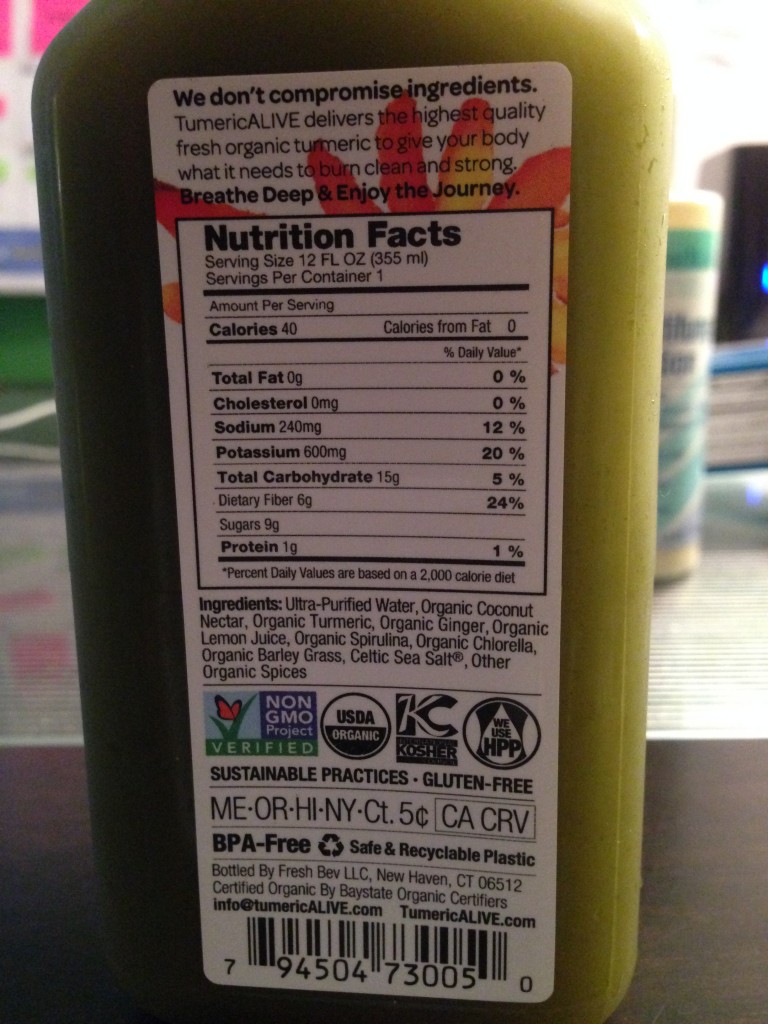 We don't compromise ingredients.
TumericALIVE delivers the highest quality
fresh organic turmeric to give your body
what it needs to burn clean and strong.
Breathe Deep & Enjoy the Journey.
Nutrition Facts
Serving Size 12 FL OZ (355 ml)
Servings Per Container 1
Amount Per Serving
Calories 40 Calories from Fat 0
% Daily Value*
Total Fat 0g 0 %
Cholesterol 0mg 0 %
Sodium 240mg 12 %
Potassium 600mg 20 %
Total Carbohydrate 15g 5 %
Dietary Fiber 6g 24%
Sugars 9g
Protein 1g 1 %
*Percent Daily Values are based on a 2,000 calorie diet
Ingredients: Ultra-Purified Water, Organic Coconut
Nectar, Organic Turmeric, Organic Ginger, Organic
Lemon Juice, Organic Spirulina, Organic Chlorella,
Organic Barley Grass, Celtic Sea Salt®, Other
Organic Spices
NON
GMO
Project
VERIFIED
USDA
ORGANIC
KC
KOSHER
WE
USE
HPP
SUSTAINABLE PRACTICES · GLUTEN-FREE
ME·OR·HI·NY·Ct. 5¢ CA CRV
BPA-Free Safe & Recyclable Plastic
Bottled By Fresh Bev LLC, New Haven, CT 06512
Certified Organic By Baystate Organic Certifiers
info@tumericALIVE.com TumericALIVE.com
7 94504 73005 0